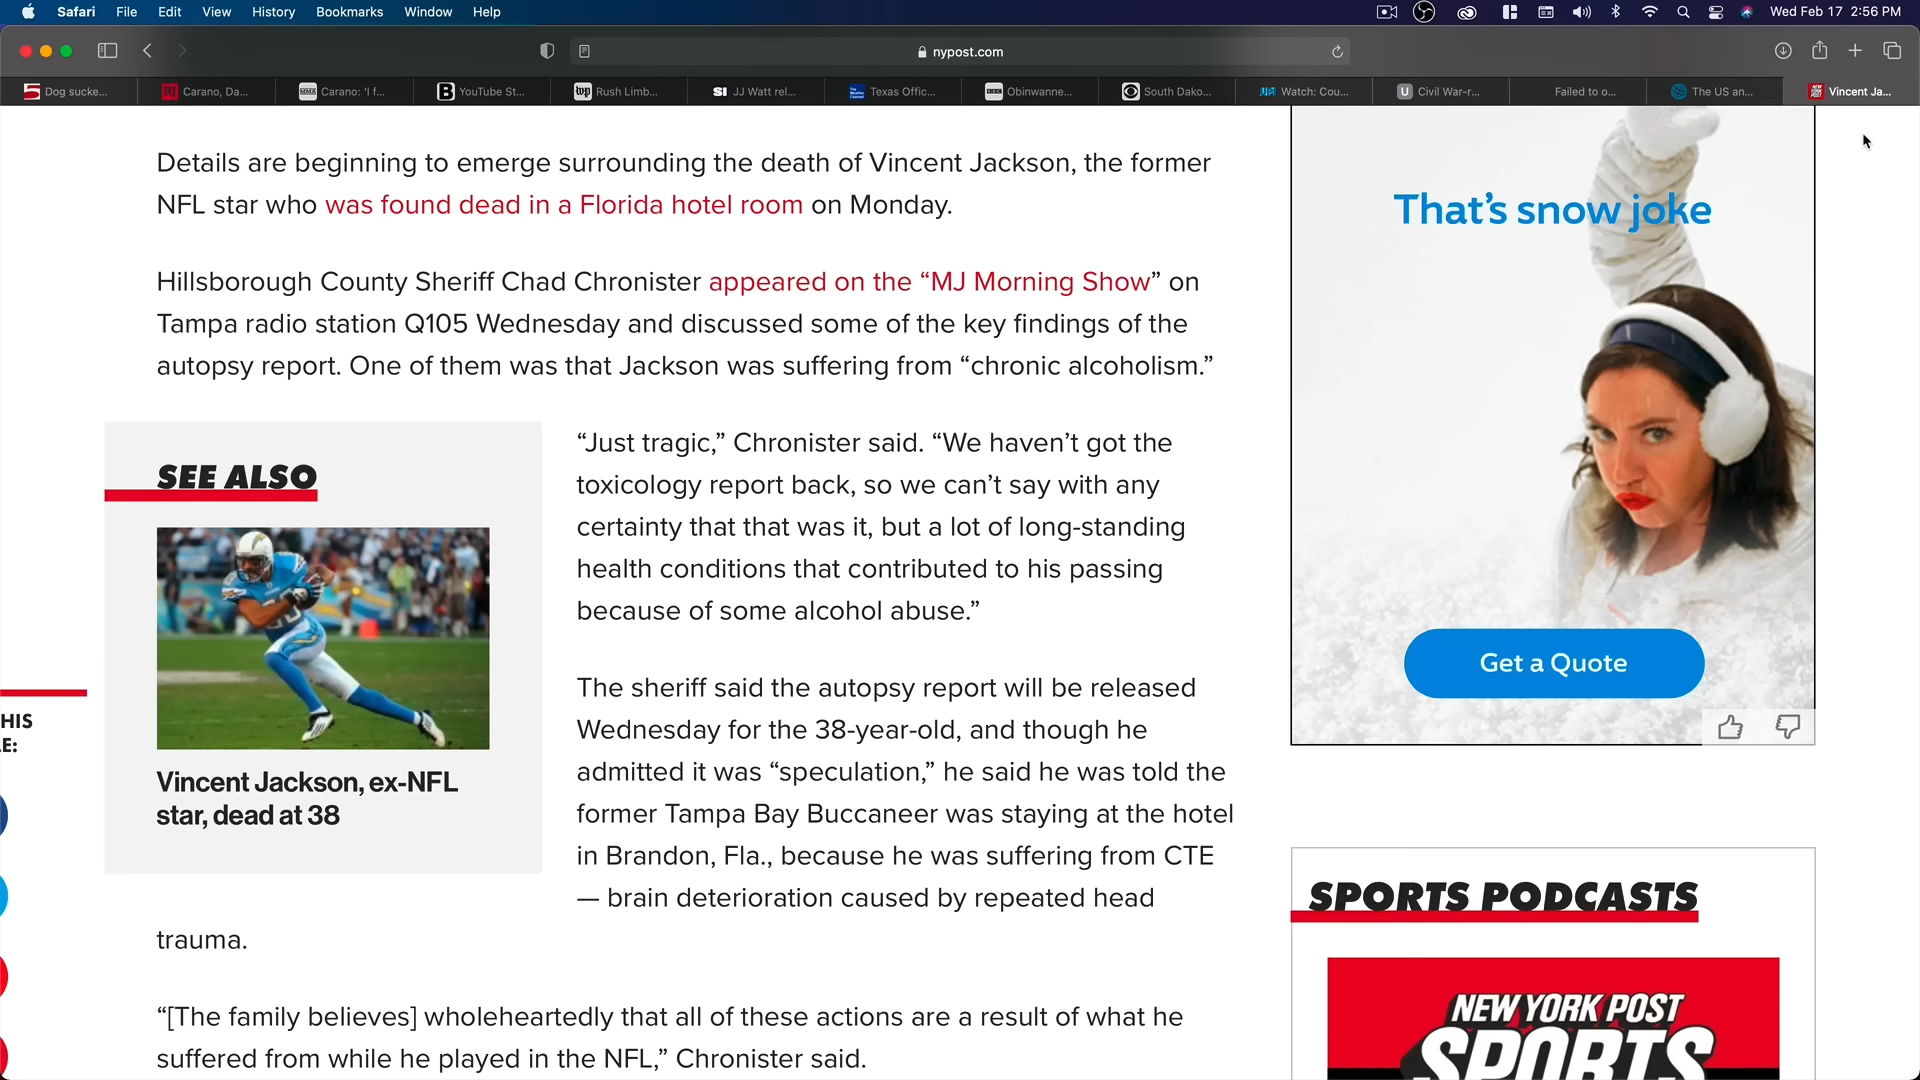 Safari File Edit View History Bookmarks Window Help Wed Feb 17 2:56 PM
nypost.com
Dog sucke... Carano, Da... Carano: ‘I f... YouTube St... Rush Limb... JJ Watt rel... Texas Offic... Obinwanne... South Dako... Watch: Cou... Civil War-r... Failed to o... The US an... Vincent Ja...
Details are beginning to emerge surrounding the death of Vincent Jackson, the former
NFL star who was found dead in a Florida hotel room on Monday.
Hillsborough County Sheriff Chad Chronister appeared on the “MJ Morning Show” on
Tampa radio station Q105 Wednesday and discussed some of the key findings of the
autopsy report. One of them was that Jackson was suffering from “chronic alcoholism.”
SEE ALSO
Vincent Jackson, ex-NFL
star, dead at 38
“Just tragic,” Chronister said. “We haven’t got the
toxicology report back, so we can’t say with any
certainty that that was it, but a lot of long-standing
health conditions that contributed to his passing
because of some alcohol abuse.”
The sheriff said the autopsy report will be released
Wednesday for the 38-year-old, and though he
admitted it was “speculation,” he said he was told the
former Tampa Bay Buccaneer was staying at the hotel
in Brandon, Fla., because he was suffering from CTE
— brain deterioration caused by repeated head
trauma.
“[The family believes] wholeheartedly that all of these actions are a result of what he
suffered from while he played in the NFL,” Chronister said.
HIS
E:
That’s snow joke
Get a Quote
SPORTS PODCASTS
NEW YORK POST
SPORTS